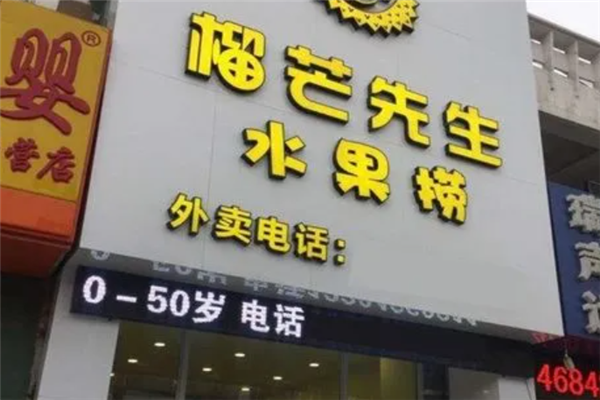 榴芒先生
水果捞
外卖电话：
0-50岁 电话
婴®
营店
4684